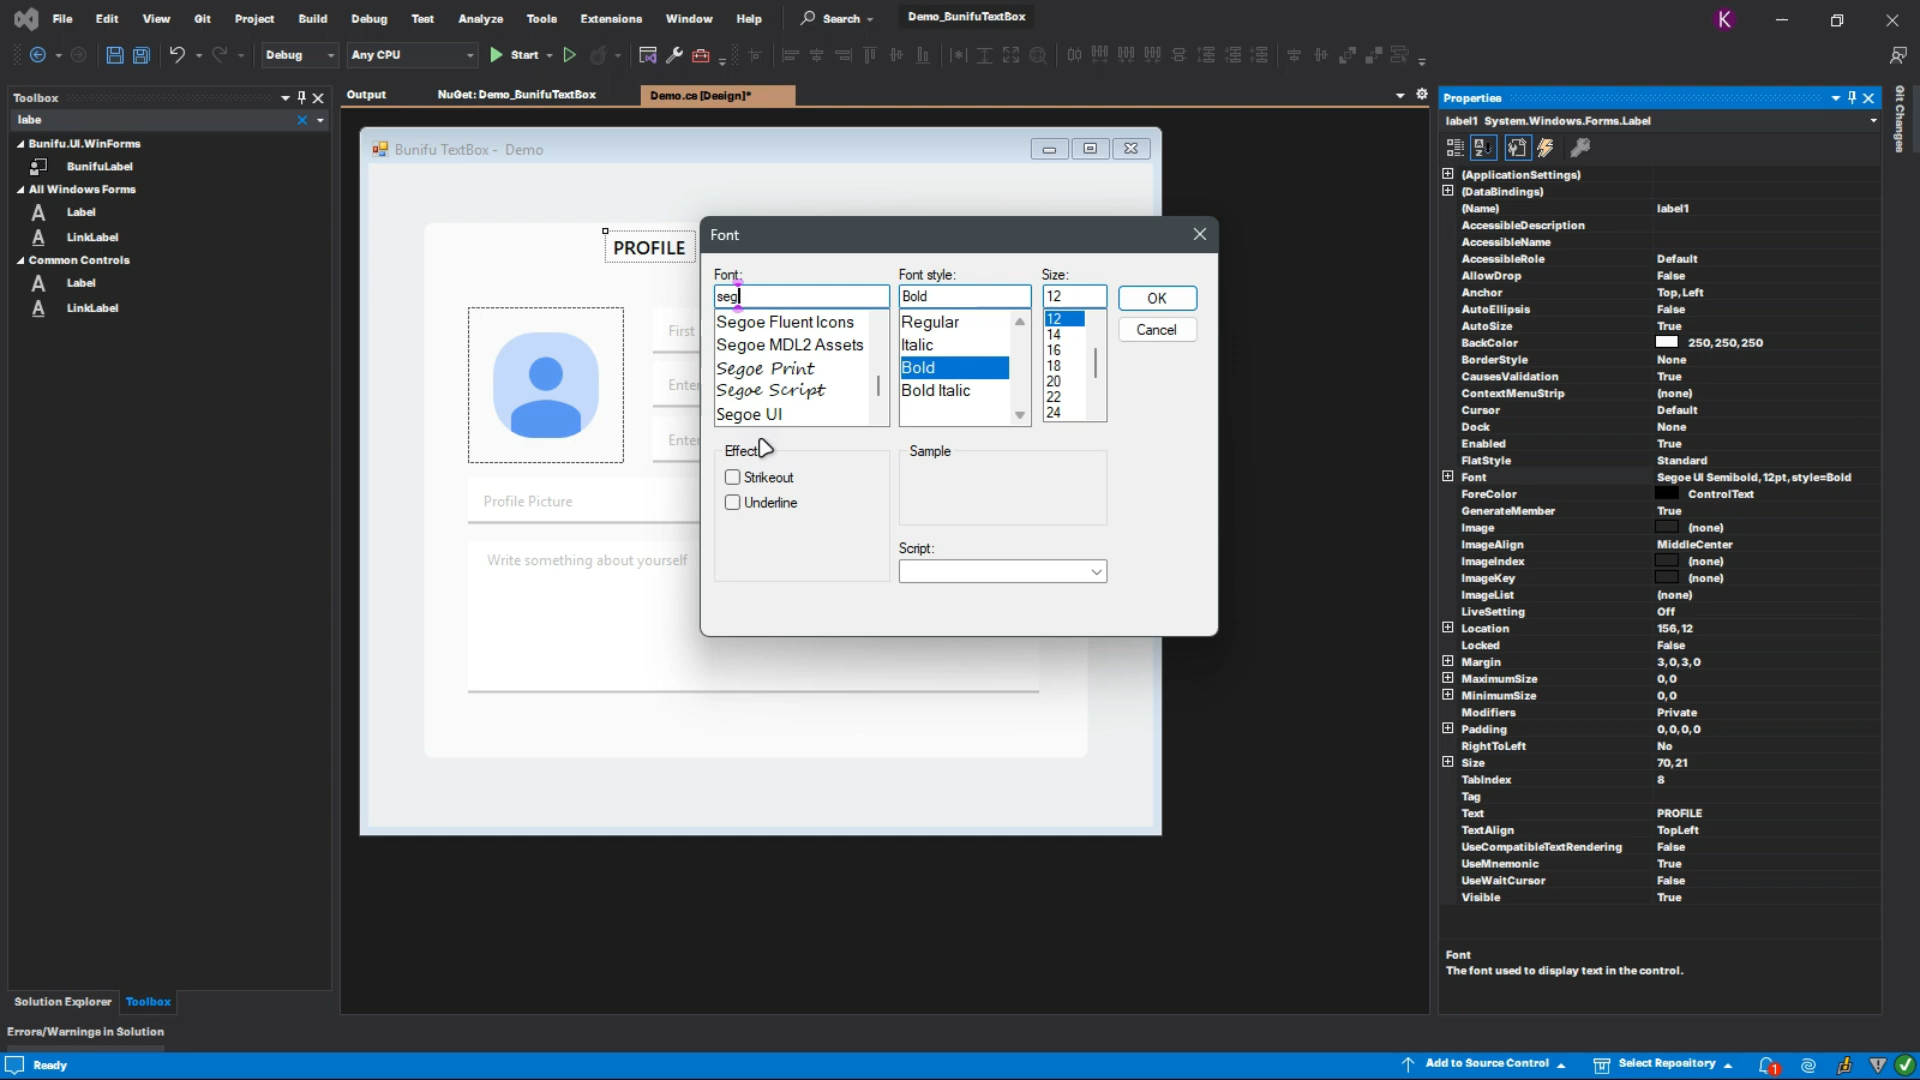 File Edit View Git Project Build Debug Test Analyze Tools Extensions Window Help Search Demo_BunifuTextBox K
Debug Any CPU Start
Toolbox
labe
Bunifu.UI.WinForms
BunifuLabel
All Windows Forms
Label
LinkLabel
Common Controls
Label
LinkLabel
Solution Explorer Toolbox
Errors/Warnings in Solution
Output NuGet: Demo_BunifuTextBox Demo.cs [Design]*
Bunifu TextBox - Demo
PROFILE
First
Enter
Enter
Profile Picture
Write something about yourself
Font
Font: Font style: Size:
seg Bold 12
OK
Cancel
Segoe Fluent Icons
Segoe MDL2 Assets
Segoe Print
Segoe Script
Segoe UI
Regular
Italic
Bold
Bold Italic
12
14
16
18
20
22
24
Effect
Strikeout
Underline
Sample
Script:
Properties
label1 System.Windows.Forms.Label
(ApplicationSettings)
(DataBindings)
(Name) label1
AccessibleDescription
AccessibleName
AccessibleRole Default
AllowDrop False
Anchor Top, Left
AutoEllipsis False
AutoSize True
BackColor 250, 250, 250
BorderStyle None
CausesValidation True
ContextMenuStrip (none)
Cursor Default
Dock None
Enabled True
FlatStyle Standard
Font Segoe UI Semibold, 12pt, style=Bold
ForeColor ControlText
GenerateMember True
Image (none)
ImageAlign MiddleCenter
ImageIndex (none)
ImageKey (none)
ImageList (none)
LiveSetting Off
Location 156, 12
Locked False
Margin 3, 0, 3, 0
MaximumSize 0, 0
MinimumSize 0, 0
Modifiers Private
Padding 0, 0, 0, 0
RightToLeft No
Size 70, 21
TabIndex 8
Tag
Text PROFILE
TextAlign TopLeft
UseCompatibleTextRendering False
UseMnemonic True
UseWaitCursor False
Visible True
Font
The font used to display text in the control.
Git Changes
Ready Add to Source Control Select Repository 1